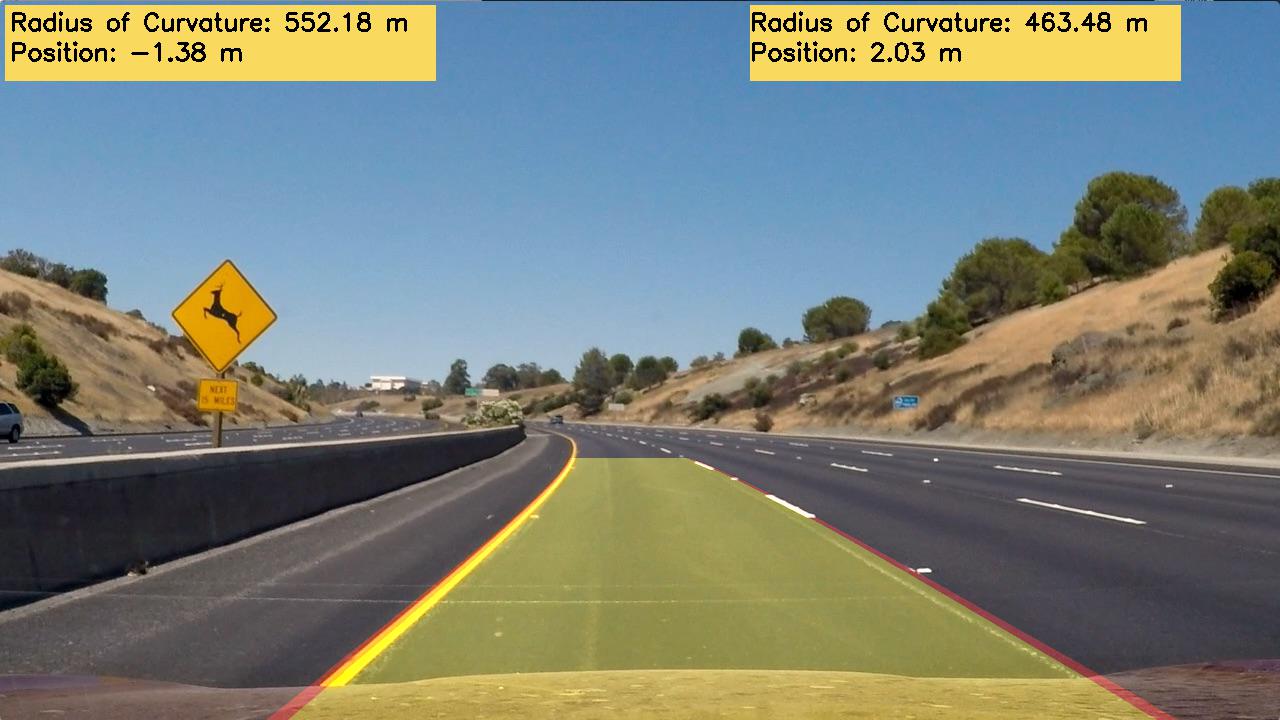 Radius of Curvature: 552.18 m
Position: −1.38 m
Radius of Curvature: 463.48 m
Position: 2.03 m
NEXT
15 MILES